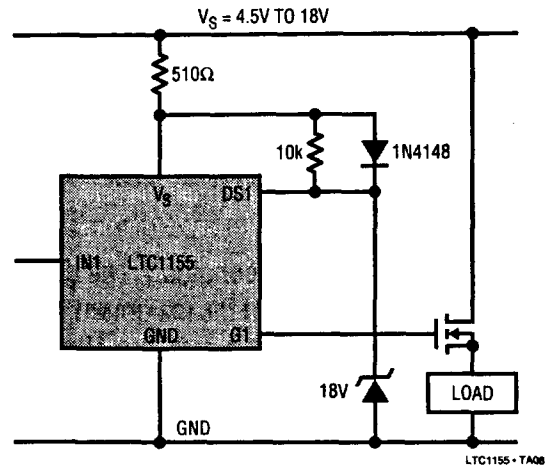 V_S = 4.5V TO 18V
510Ω
10k
1N4148
V_S
DS1
IN1
LTC1155
GND
G1
18V
LOAD
GND
LTC1155 • TA08